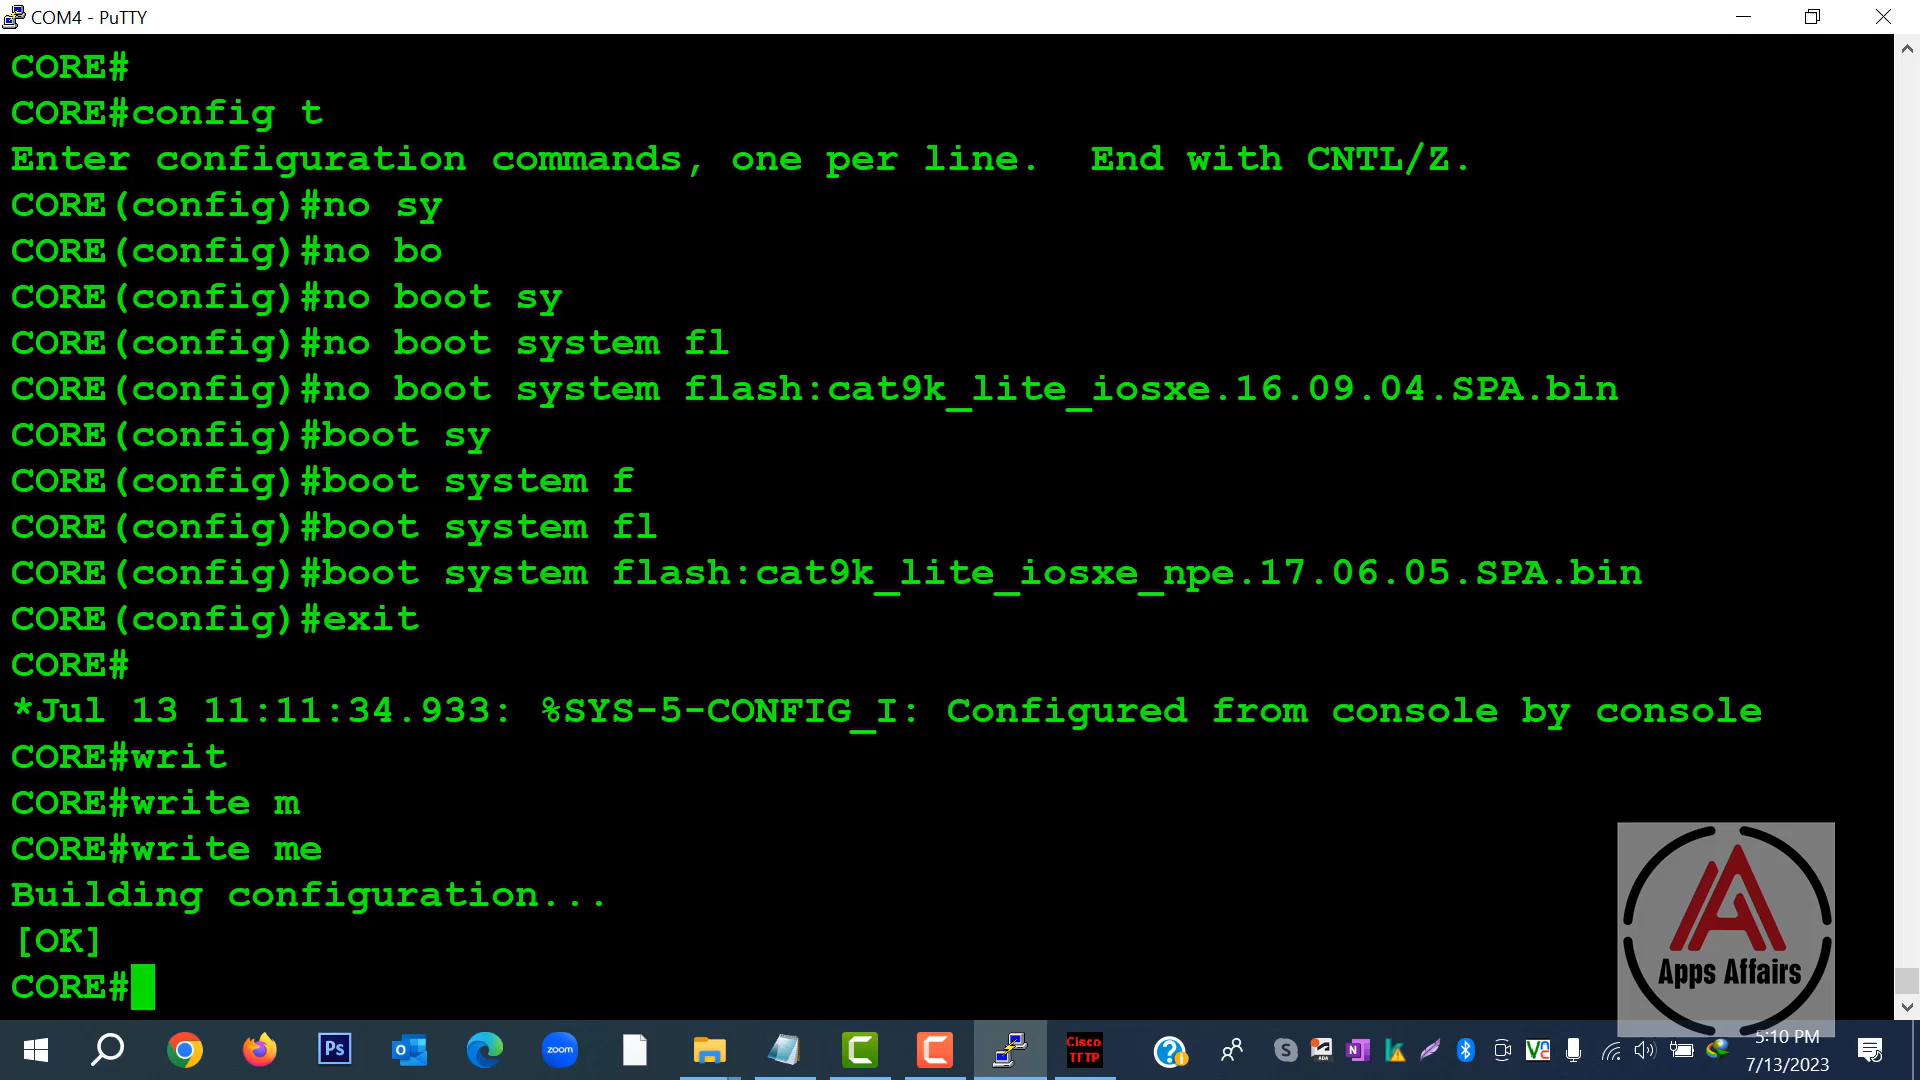 COM4 - PuTTY
CORE#
CORE#config t
Enter configuration commands, one per line.  End with CNTL/Z.
CORE(config)#no sy
CORE(config)#no bo
CORE(config)#no boot sy
CORE(config)#no boot system fl
CORE(config)#no boot system flash:cat9k_lite_iosxe.16.09.04.SPA.bin
CORE(config)#boot sy
CORE(config)#boot system f
CORE(config)#boot system fl
CORE(config)#boot system flash:cat9k_lite_iosxe_npe.17.06.05.SPA.bin
CORE(config)#exit
CORE#
*Jul 13 11:11:34.933: %SYS-5-CONFIG_I: Configured from console by console
CORE#writ
CORE#write m
CORE#write me
Building configuration...
[OK]
CORE#
Apps Affairs
Ps
zoom
Cisco
TFTP
5:10 PM
7/13/2023